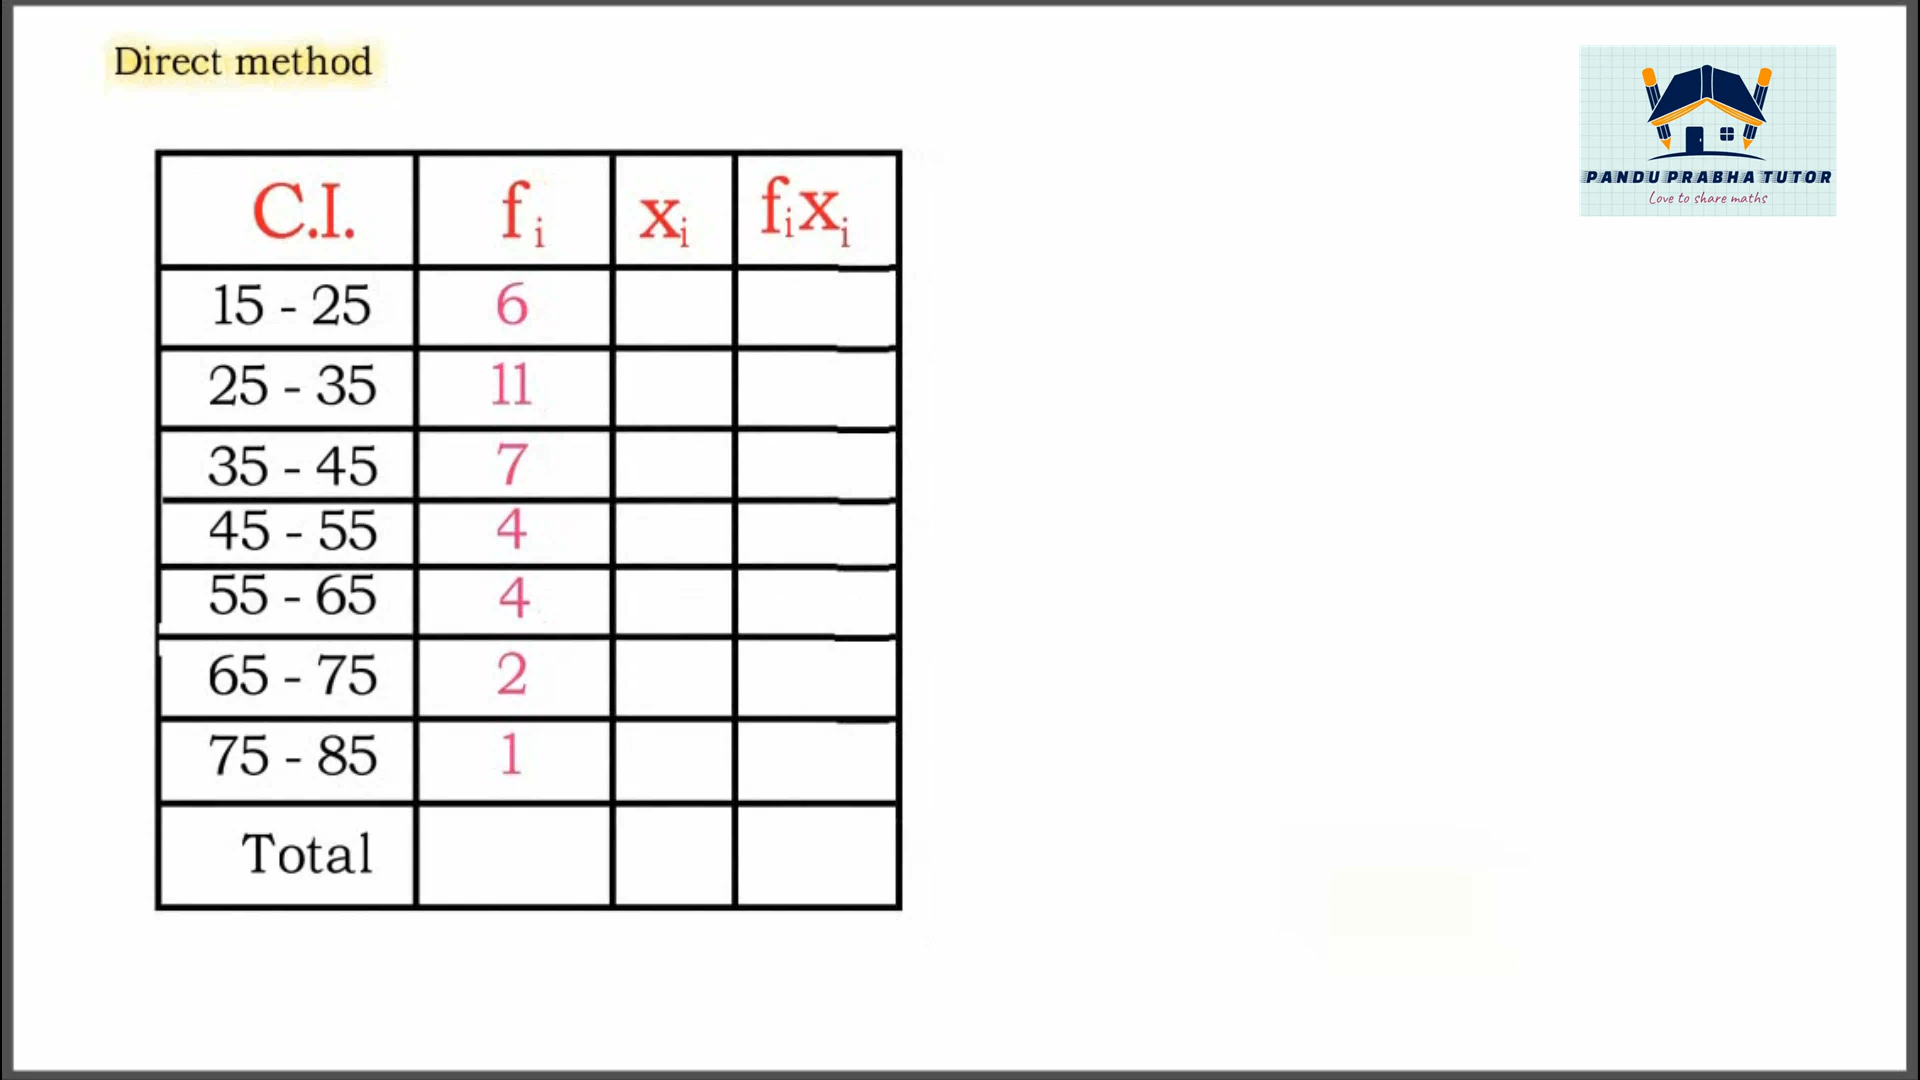 Direct method
PANDU PRABHA TUTOR
Love to share maths
C.I. fi xi fixi
15 - 25 6
25 - 35 11
35 - 45 7
45 - 55 4
55 - 65 4
65 - 75 2
75 - 85 1
Total